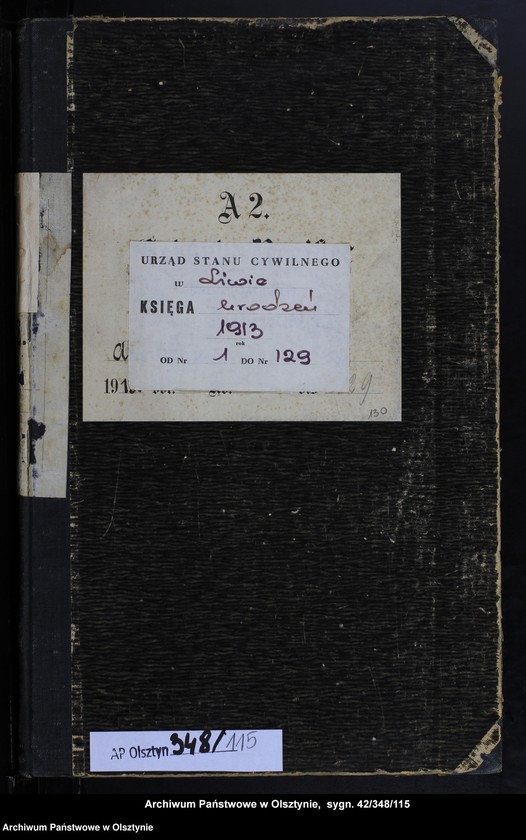 A 2.
URZĄD STANU CYWILNEGO
w Liwie
KSIĘGA Urodzeń
1913
rok
OD Nr 1 DO Nr 129
130
AP Olsztyn 348/115
Archiwum Państwowe w Olsztynie, sygn. 42/348/115
Archiwum Państwowe w Olsztynie